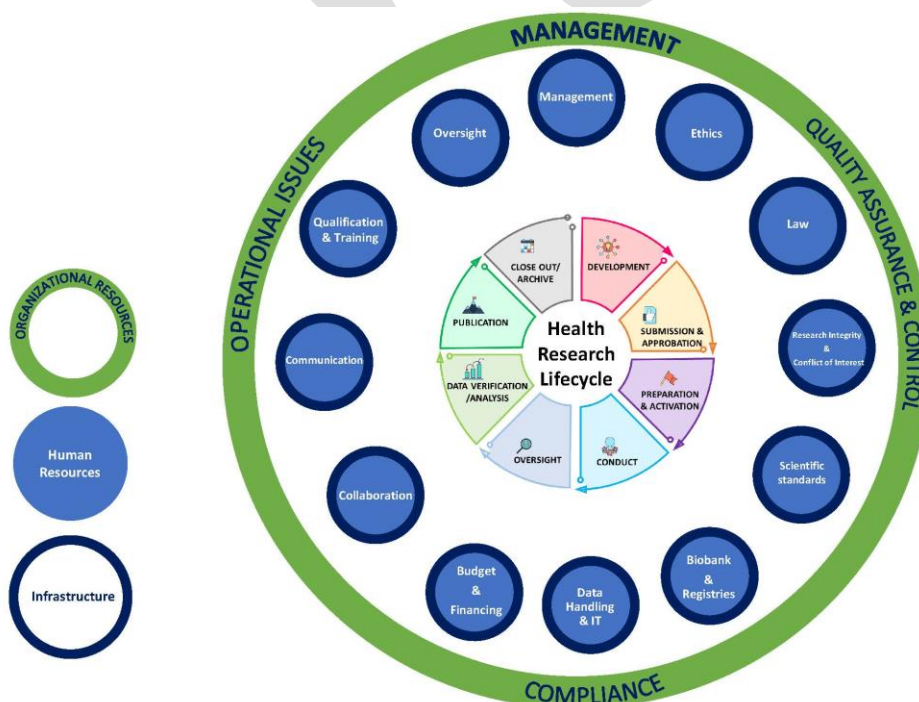 MANAGEMENT
QUALITY ASSURANCE & CONTROL
COMPLIANCE
OPERATIONAL ISSUES
Management
Ethics
Law
Research Integrity
&
Conflict of Interest
Scientific
standards
Biobank
&
Registries
Data
Handling
& IT
Budget
&
Financing
Collaboration
Communication
Qualification
& Training
Oversight
Health
Research
Lifecycle
DEVELOPMENT
SUBMISSION &
APPROBATION
PREPARATION
& ACTIVATION
CONDUCT
OVERSIGHT
DATA VERIFICATION
/ANALYSIS
PUBLICATION
CLOSE OUT/
ARCHIVE
ORGANIZATIONAL RESOURCES
Human
Resources
Infrastructure